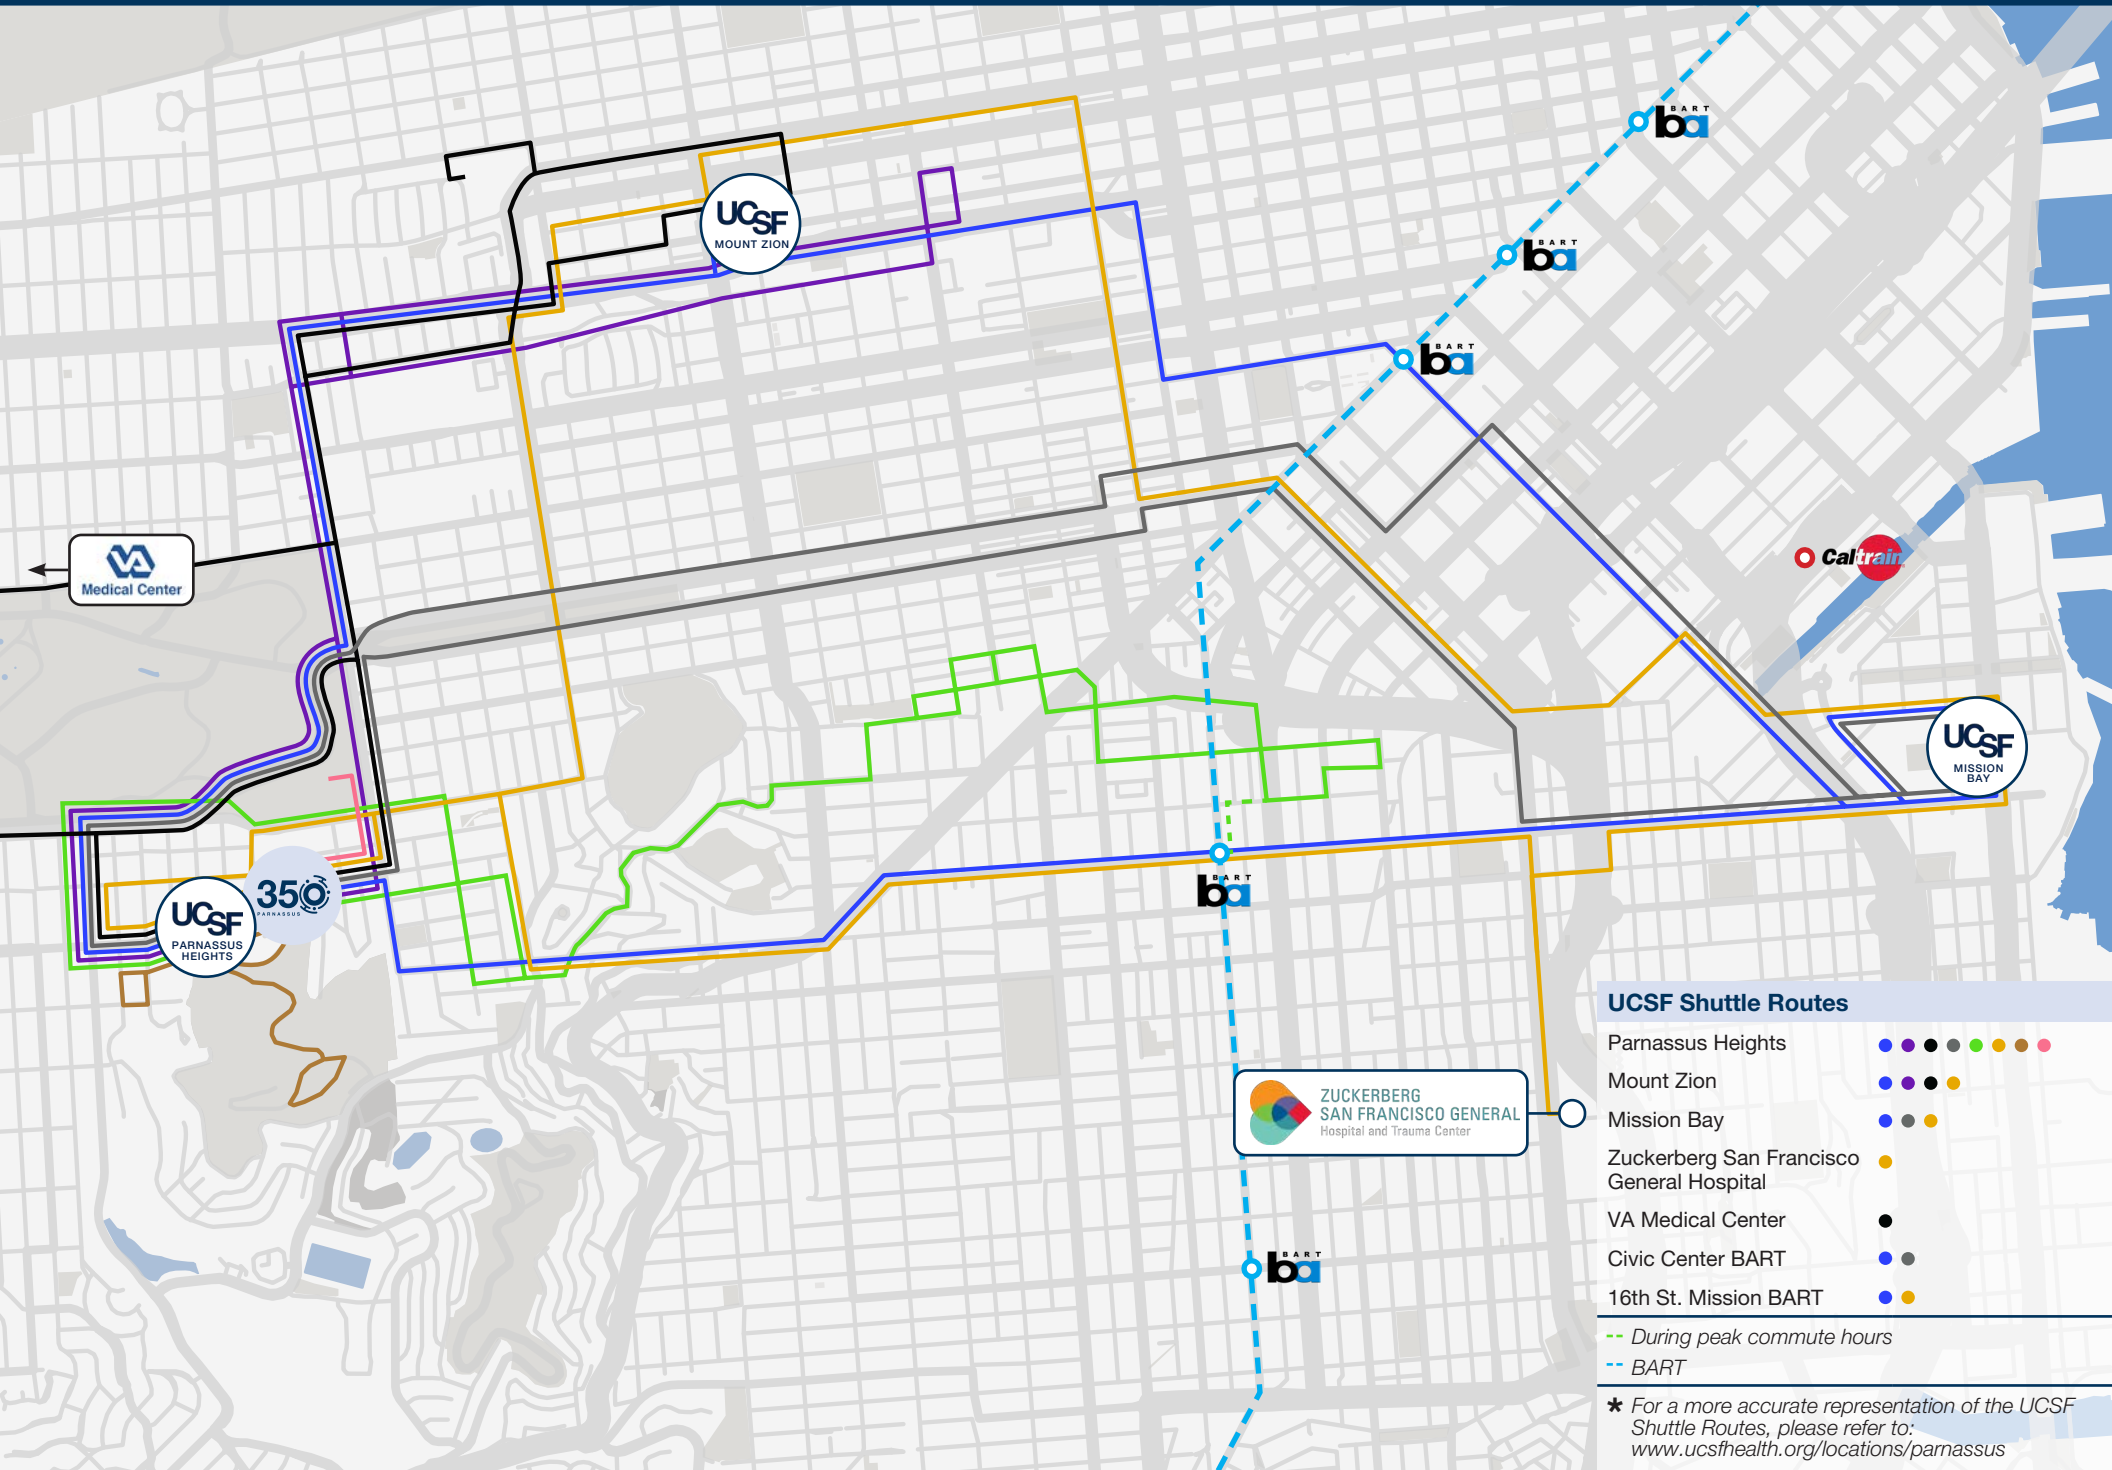 BART
ba
BART
ba
UCSF
MOUNT ZION
BART
ba
VA
Medical Center
Caltrain
UCSF
MISSION
BAY
BART
ba
350
PARNASSUS
UCSF
PARNASSUS
HEIGHTS
ZUCKERBERG
SAN FRANCISCO GENERAL
Hospital and Trauma Center
BART
ba
UCSF Shuttle Routes
Parnassus Heights
Mount Zion
Mission Bay
Zuckerberg San Francisco
General Hospital
VA Medical Center
Civic Center BART
16th St. Mission BART
During peak commute hours
BART
* For a more accurate representation of the UCSF
Shuttle Routes, please refer to:
www.ucsfhealth.org/locations/parnassus